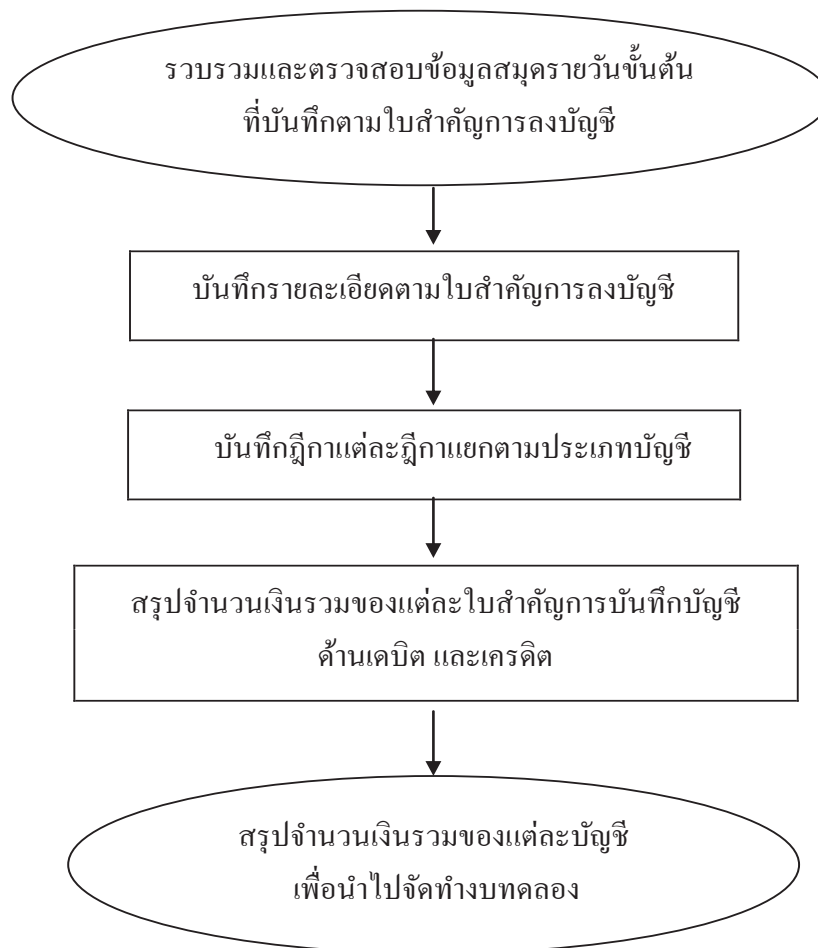 รวบรวมและตรวจสอบข้อมูลสมุดรายวันขั้นต้น
ที่บันทึกตามใบสำคัญการลงบัญชี
บันทึกรายละเอียดตามใบสำคัญการลงบัญชี
บันทึกฎีกาแต่ละฎีกาแยกตามประเภทบัญชี
สรุปจำนวนเงินรวมของแต่ละใบสำคัญการบันทึกบัญชี
ด้านเดบิต และเครดิต
สรุปจำนวนเงินรวมของแต่ละบัญชี
เพื่อนำไปจัดทำงบทดลอง